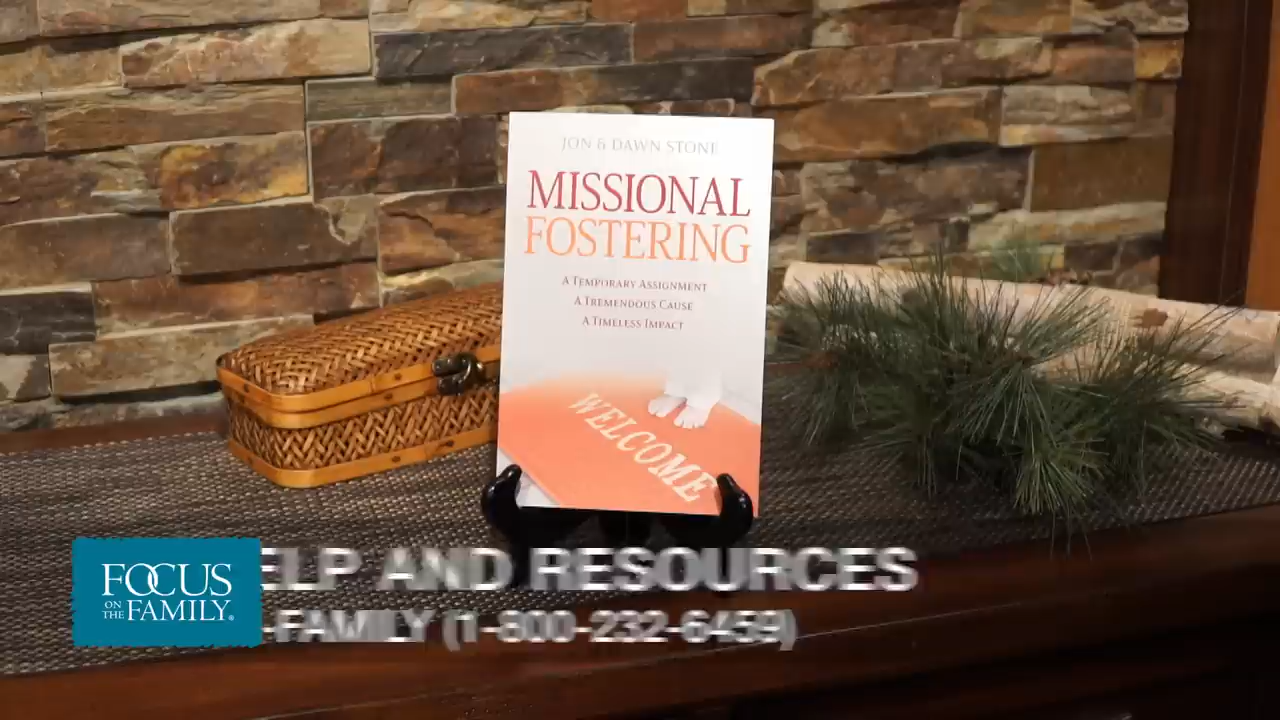 JON & DAWN STONE
MISSIONAL
FOSTERING
A TEMPORARY ASSIGNMENT
A TREMENDOUS CAUSE
A TIMELESS IMPACT
WELCOME
FOCUS
ON THE FAMILY®
ELP AND RESOURCES
-FAMILY (1-800-232-6459)